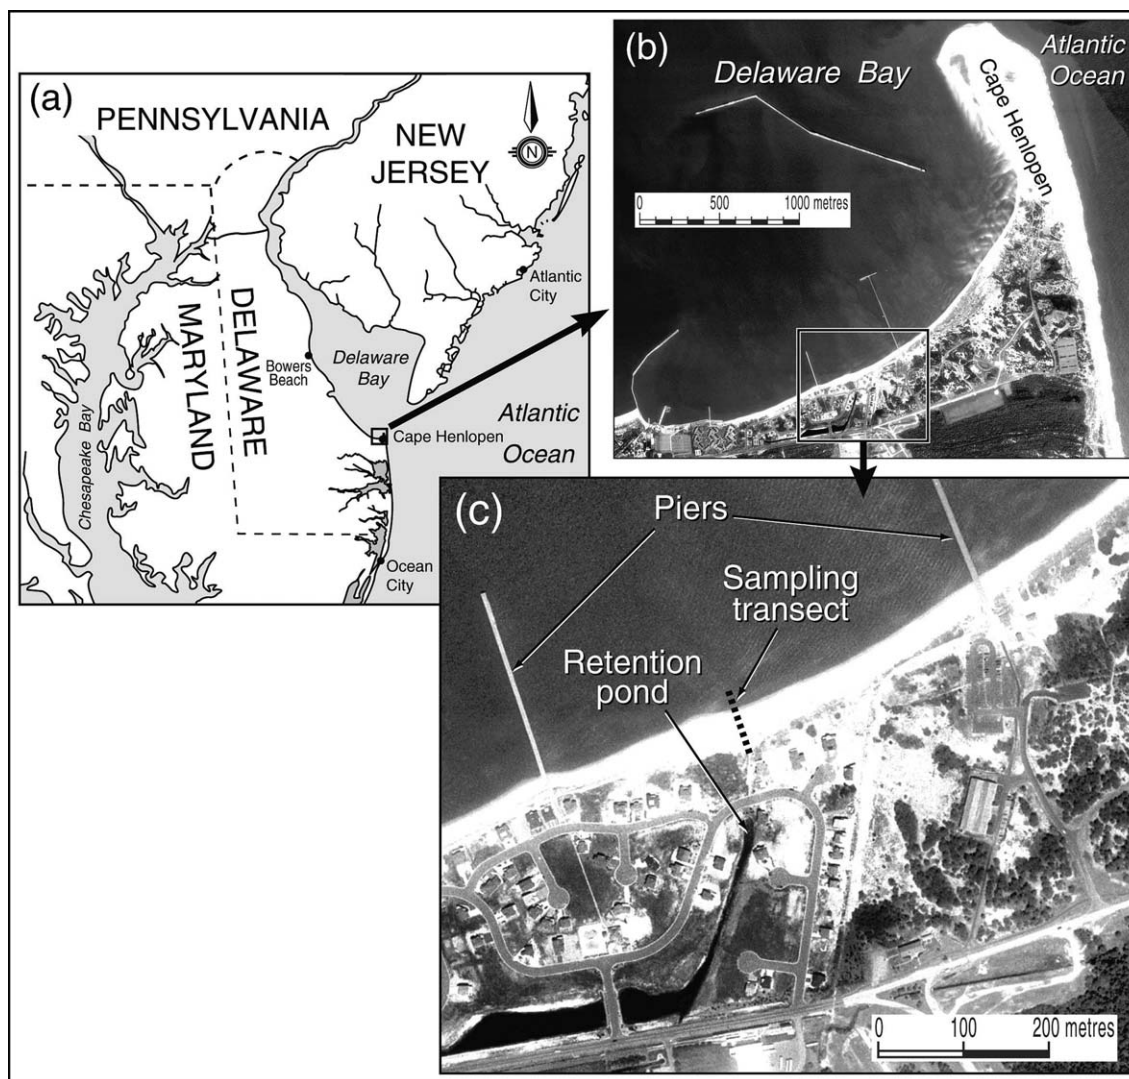 (a)
PENNSYLVANIA
NEW
JERSEY
N
Atlantic
City
MARYLAND
DELAWARE
Bowers
Beach
Delaware
Bay
Chesapeake Bay
Cape Henlopen
Atlantic
Ocean
Ocean
City
(b)
Delaware Bay
Atlantic
Ocean
Cape Henlopen
0 500 1000 metres
(c)
Piers
Sampling
transect
Retention
pond
0 100 200 metres